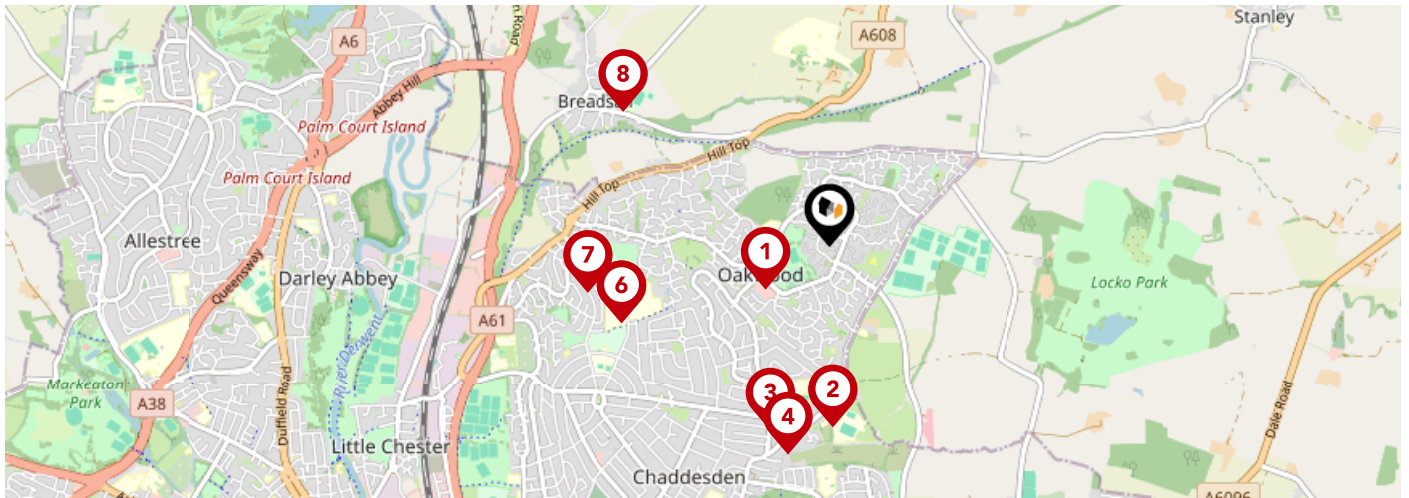 Stanley
A6
n Road
A608
8
Breadsa
Abbey Hill
Palm Court Island
Hill Top
Palm Court Island
Hill Top
Allestree
1
7
Oakwood
Darley Abbey
6
Locko Park
Queensway
A61
River Derwent
Markeaton
Park
A38
Duffield Road
3
2
4
Dale Road
Little Chester
Chaddesden
A6096